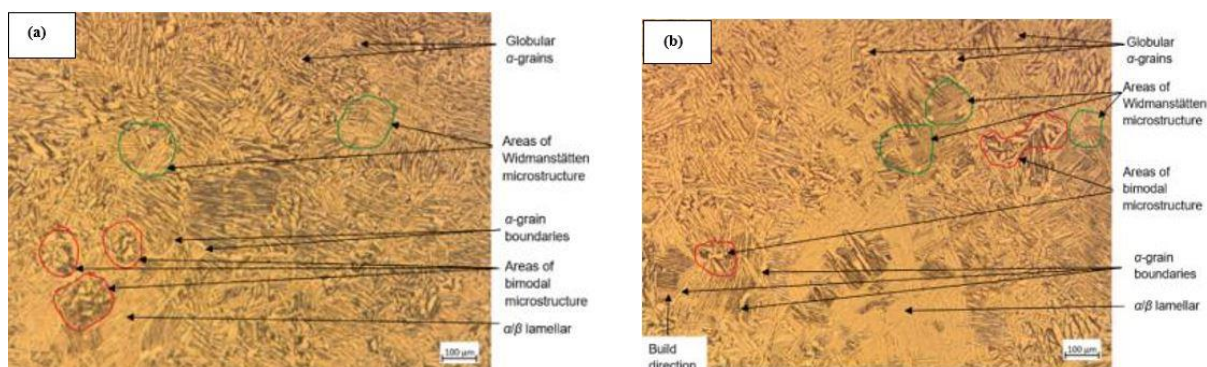 (a)
Globular
α-grains
Areas of
Widmanstätten
microstructure
α-grain
boundaries
Areas of
bimodal
microstructure
α/β lamellar
100 µm
(b)
Globular
α-grains
Areas of
Widmanstätten
microstructure
Areas of
bimodal
microstructure
α-grain
boundaries
α/β lamellar
Build
direction
100 µm